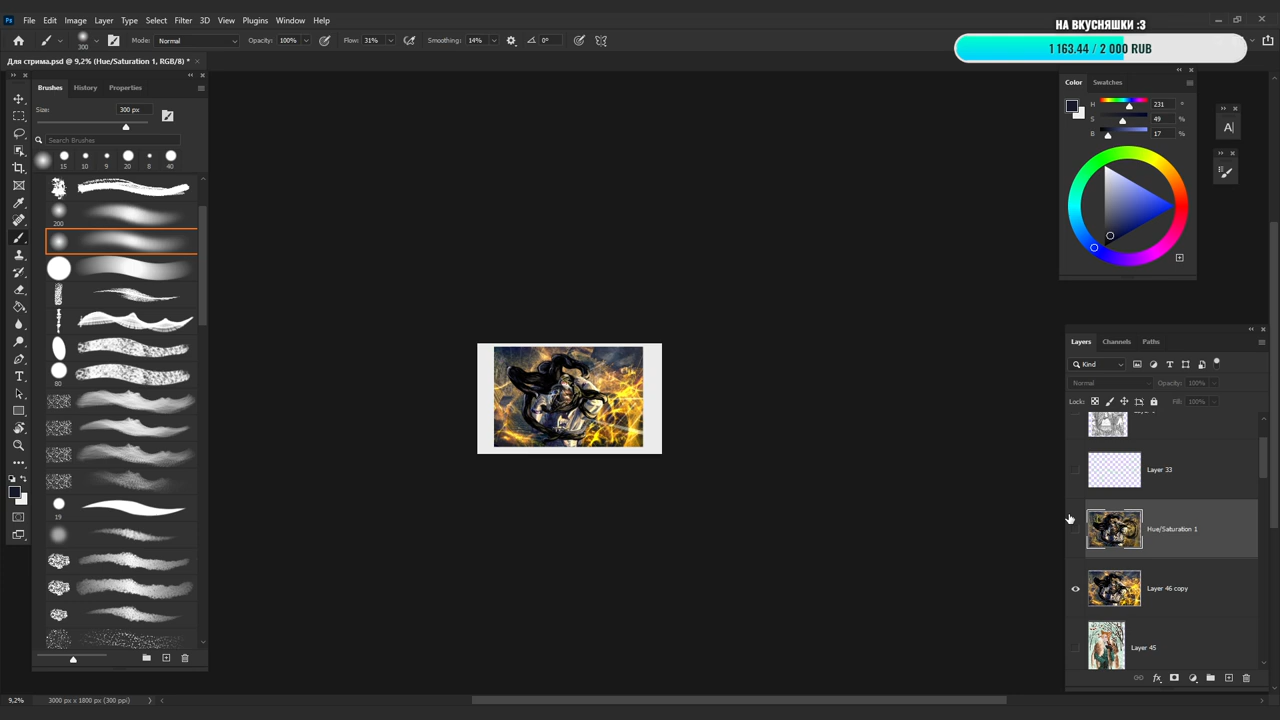 File Edit Image Layer Type Select Filter 3D View Plugins Window Help
НА ВКУСНЯШКИ :3
1 163.44 / 2 000 RUB
300 Mode: Normal Opacity: 100% Flow: 31% Smoothing: 14% 0°
Для стрима.psd @ 9,2% (Hue/Saturation 1, RGB/8) *
Brushes History Properties
Size: 300 px
Search Brushes
15 10 9 20 8 40
200
80
19
Color Swatches
H 231 °
S 49 %
B 17 %
A
Layers Channels Paths
Kind
Normal Opacity: 100%
Lock: Fill: 100%
Layer 33
Hue/Saturation 1
Layer 46 copy
Layer 45
fx
9,2% 3000 px x 1800 px (300 ppi)